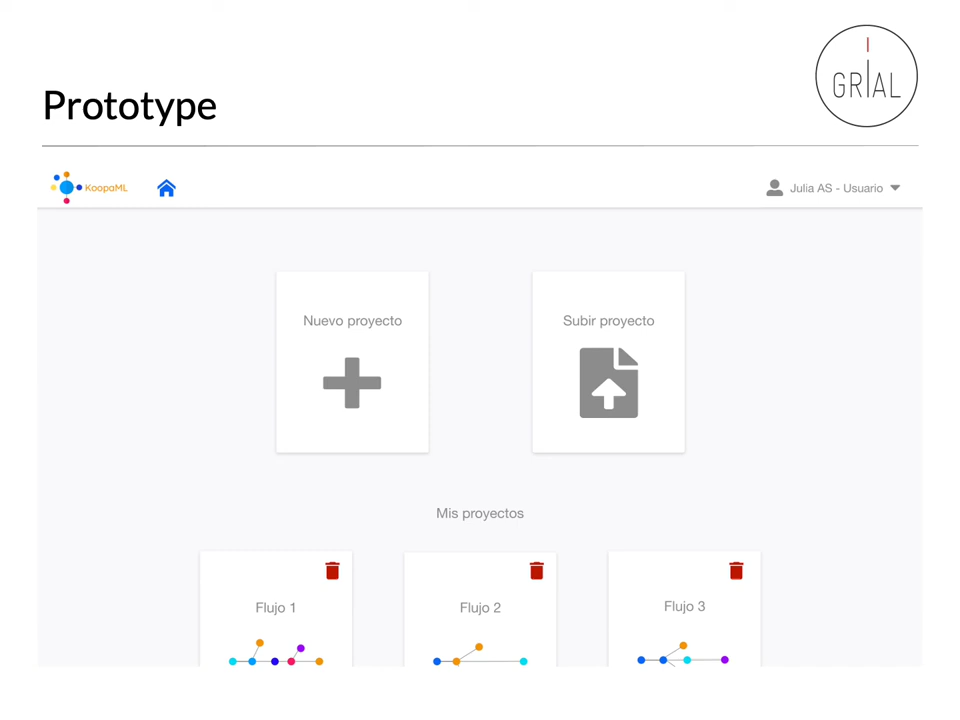 GRIAL
Prototype
KoopaML
Julia AS - Usuario
Nuevo proyecto
Subir proyecto
Mis proyectos
Flujo 1
Flujo 2
Flujo 3